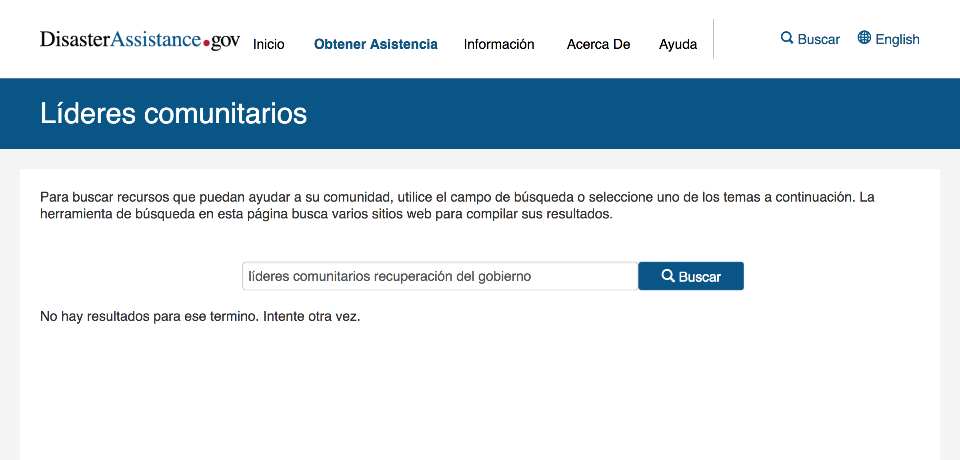 DisasterAssistance.gov Inicio Obtener Asistencia Información Acerca De Ayuda Buscar English
Líderes comunitarios
Para buscar recursos que puedan ayudar a su comunidad, utilice el campo de búsqueda o seleccione uno de los temas a continuación. La
herramienta de búsqueda en esta página busca varios sitios web para compilar sus resultados.
líderes comunitarios recuperación del gobierno Buscar
No hay resultados para ese termino. Intente otra vez.